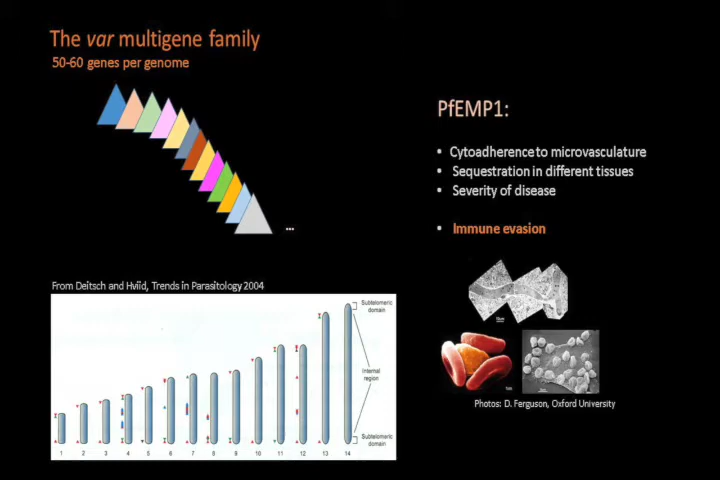 The var multigene family
50-60 genes per genome
...
PfEMP1:
• Cytoadherence to microvasculature
• Sequestration in different tissues
• Severity of disease
• Immune evasion
From Deitsch and Hviid, Trends in Parasitology 2004
Subtelomeric
domain
Internal
region
Subtelomeric
domain
1 2 3 4 5 6 7 8 9 10 11 12 13 14
Photos: D. Ferguson, Oxford University